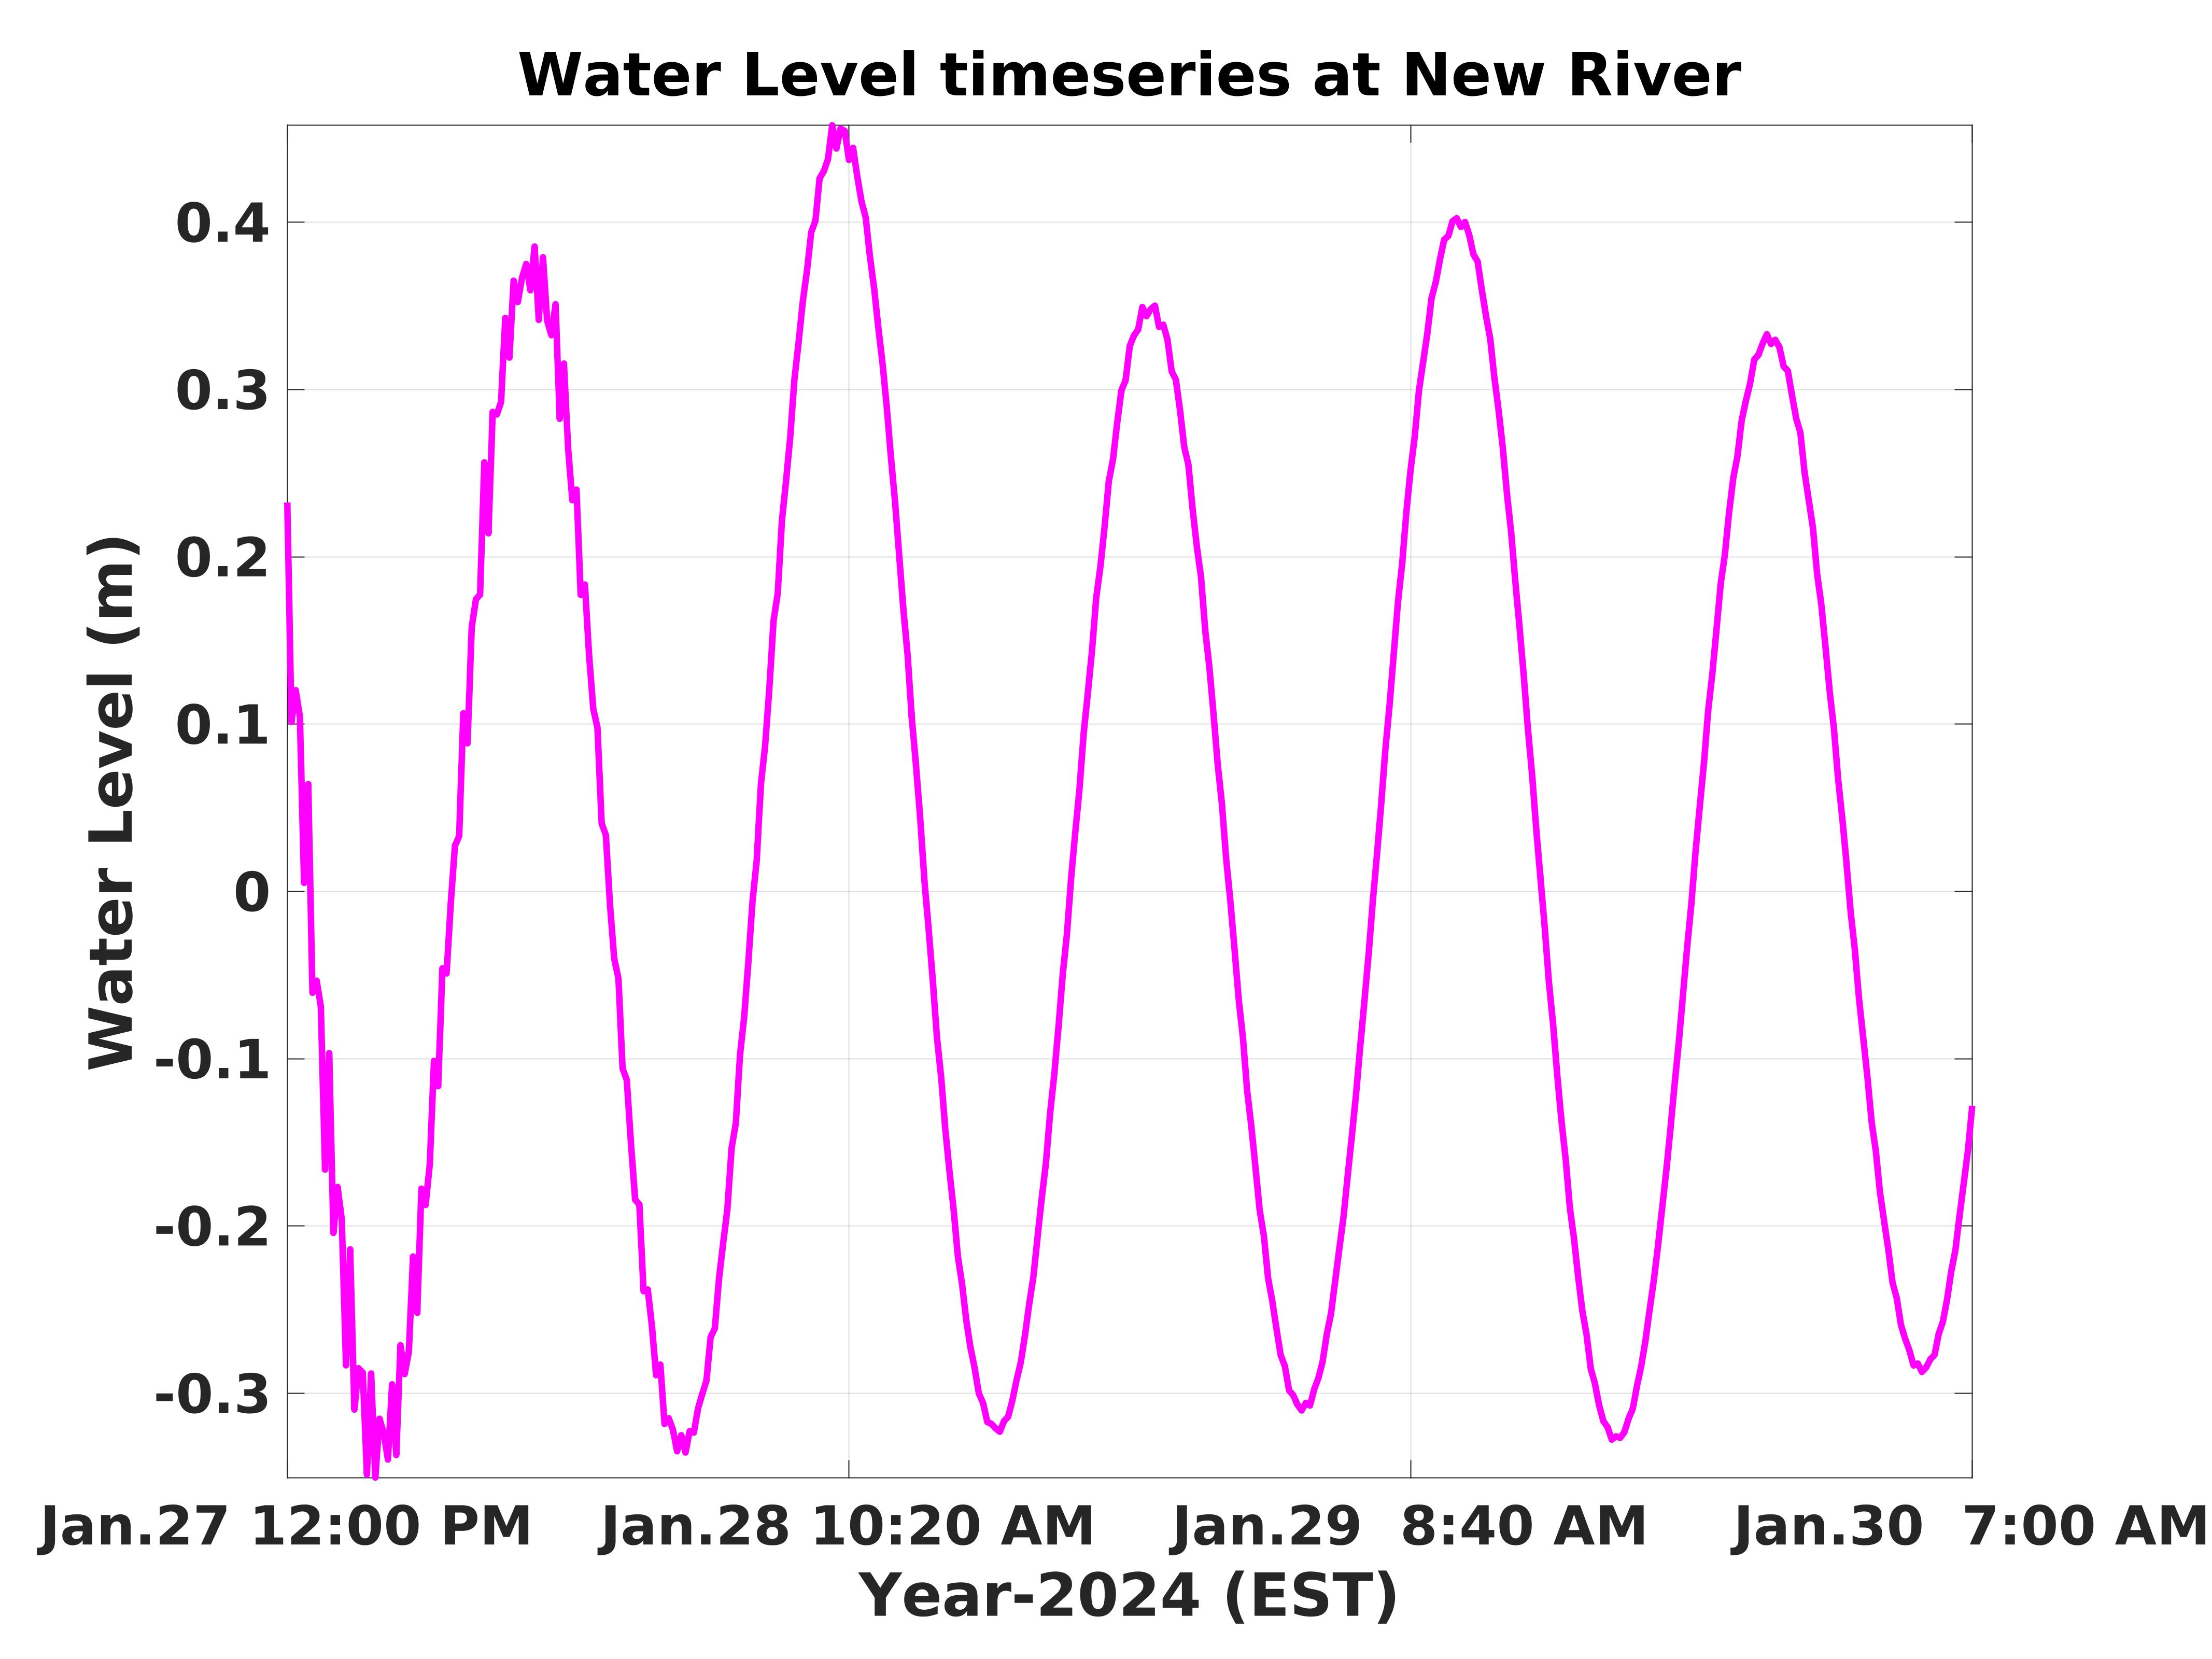 Water Level timeseries at New River
Water Level (m)
0.4
0.3
0.2
0.1
0
-0.1
-0.2
-0.3
Jan.27 12:00 PM
Jan.28 10:20 AM
Jan.29 8:40 AM
Jan.30 7:00 AM
Year-2024 (EST)